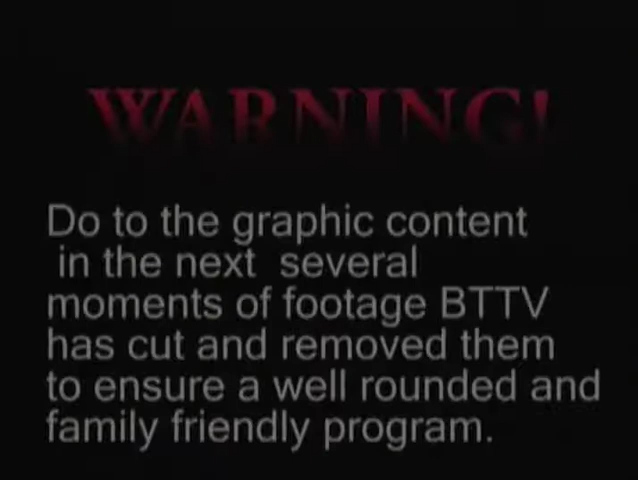 WARNING!
Do to the graphic content
in the next several
moments of footage BTTV
has cut and removed them
to ensure a well rounded and
family friendly program.